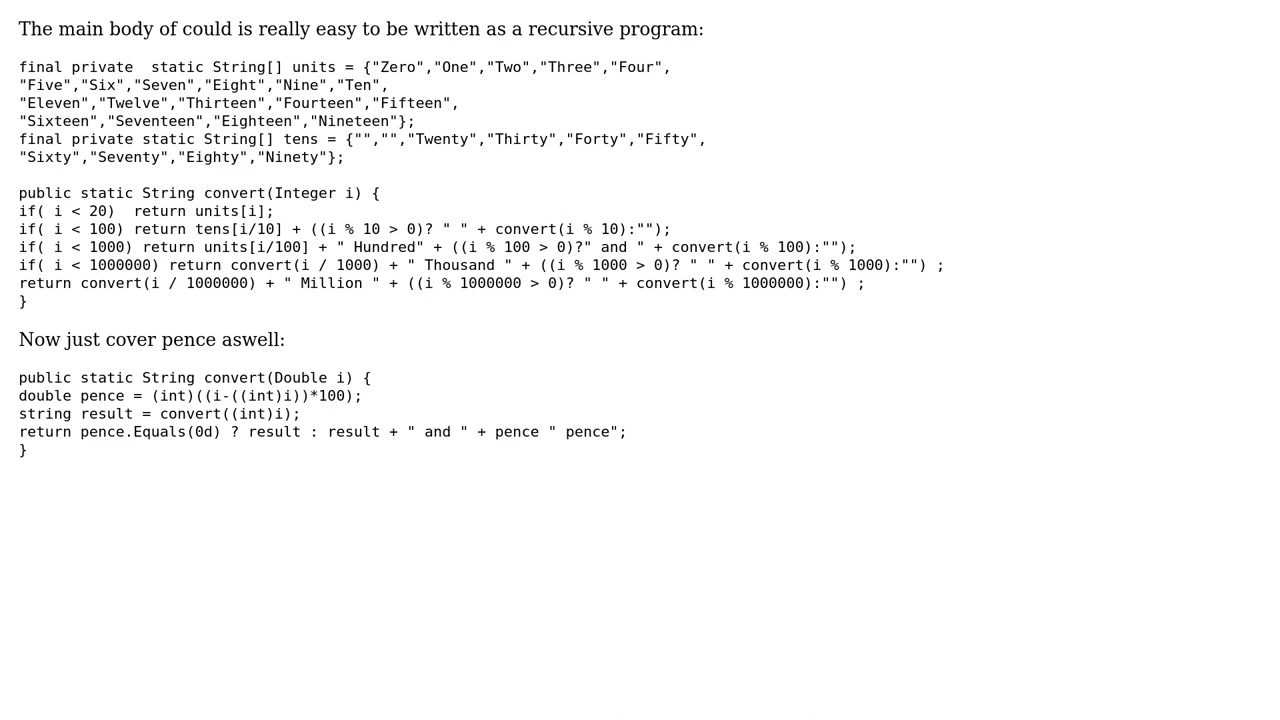 The main body of could is really easy to be written as a recursive program:
final private  static String[] units = {"Zero","One","Two","Three","Four",
"Five","Six","Seven","Eight","Nine","Ten",
"Eleven","Twelve","Thirteen","Fourteen","Fifteen",
"Sixteen","Seventeen","Eighteen","Nineteen"};
final private static String[] tens = {"","","Twenty","Thirty","Forty","Fifty",
"Sixty","Seventy","Eighty","Ninety"};
public static String convert(Integer i) {
if( i < 20)  return units[i];
if( i < 100) return tens[i/10] + ((i % 10 > 0)? " " + convert(i % 10):"");
if( i < 1000) return units[i/100] + " Hundred" + ((i % 100 > 0)?" and " + convert(i % 100):"");
if( i < 1000000) return convert(i / 1000) + " Thousand " + ((i % 1000 > 0)? " " + convert(i % 1000):"") ;
return convert(i / 1000000) + " Million " + ((i % 1000000 > 0)? " " + convert(i % 1000000):"") ;
}
Now just cover pence aswell:
public static String convert(Double i) {
double pence = (int)((i-((int)i))*100);
string result = convert((int)i);
return pence.Equals(0d) ? result : result + " and " + pence " pence";
}